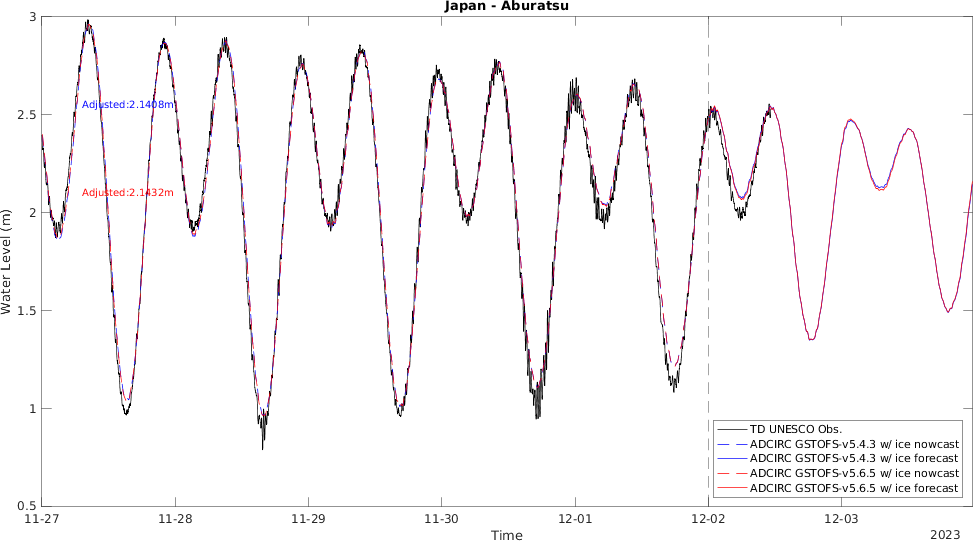 Japan - Aburatsu
3
2.5
2
1.5
1
0.5
Water Level (m)
Adjusted:2.1408m
Adjusted:2.1432m
TD UNESCO Obs.
ADCIRC GSTOFS-v5.4.3 w/ ice nowcast
ADCIRC GSTOFS-v5.4.3 w/ ice forecast
ADCIRC GSTOFS-v5.6.5 w/ ice nowcast
ADCIRC GSTOFS-v5.6.5 w/ ice forecast
11-27 11-28 11-29 11-30 12-01 12-02 12-03
Time
2023